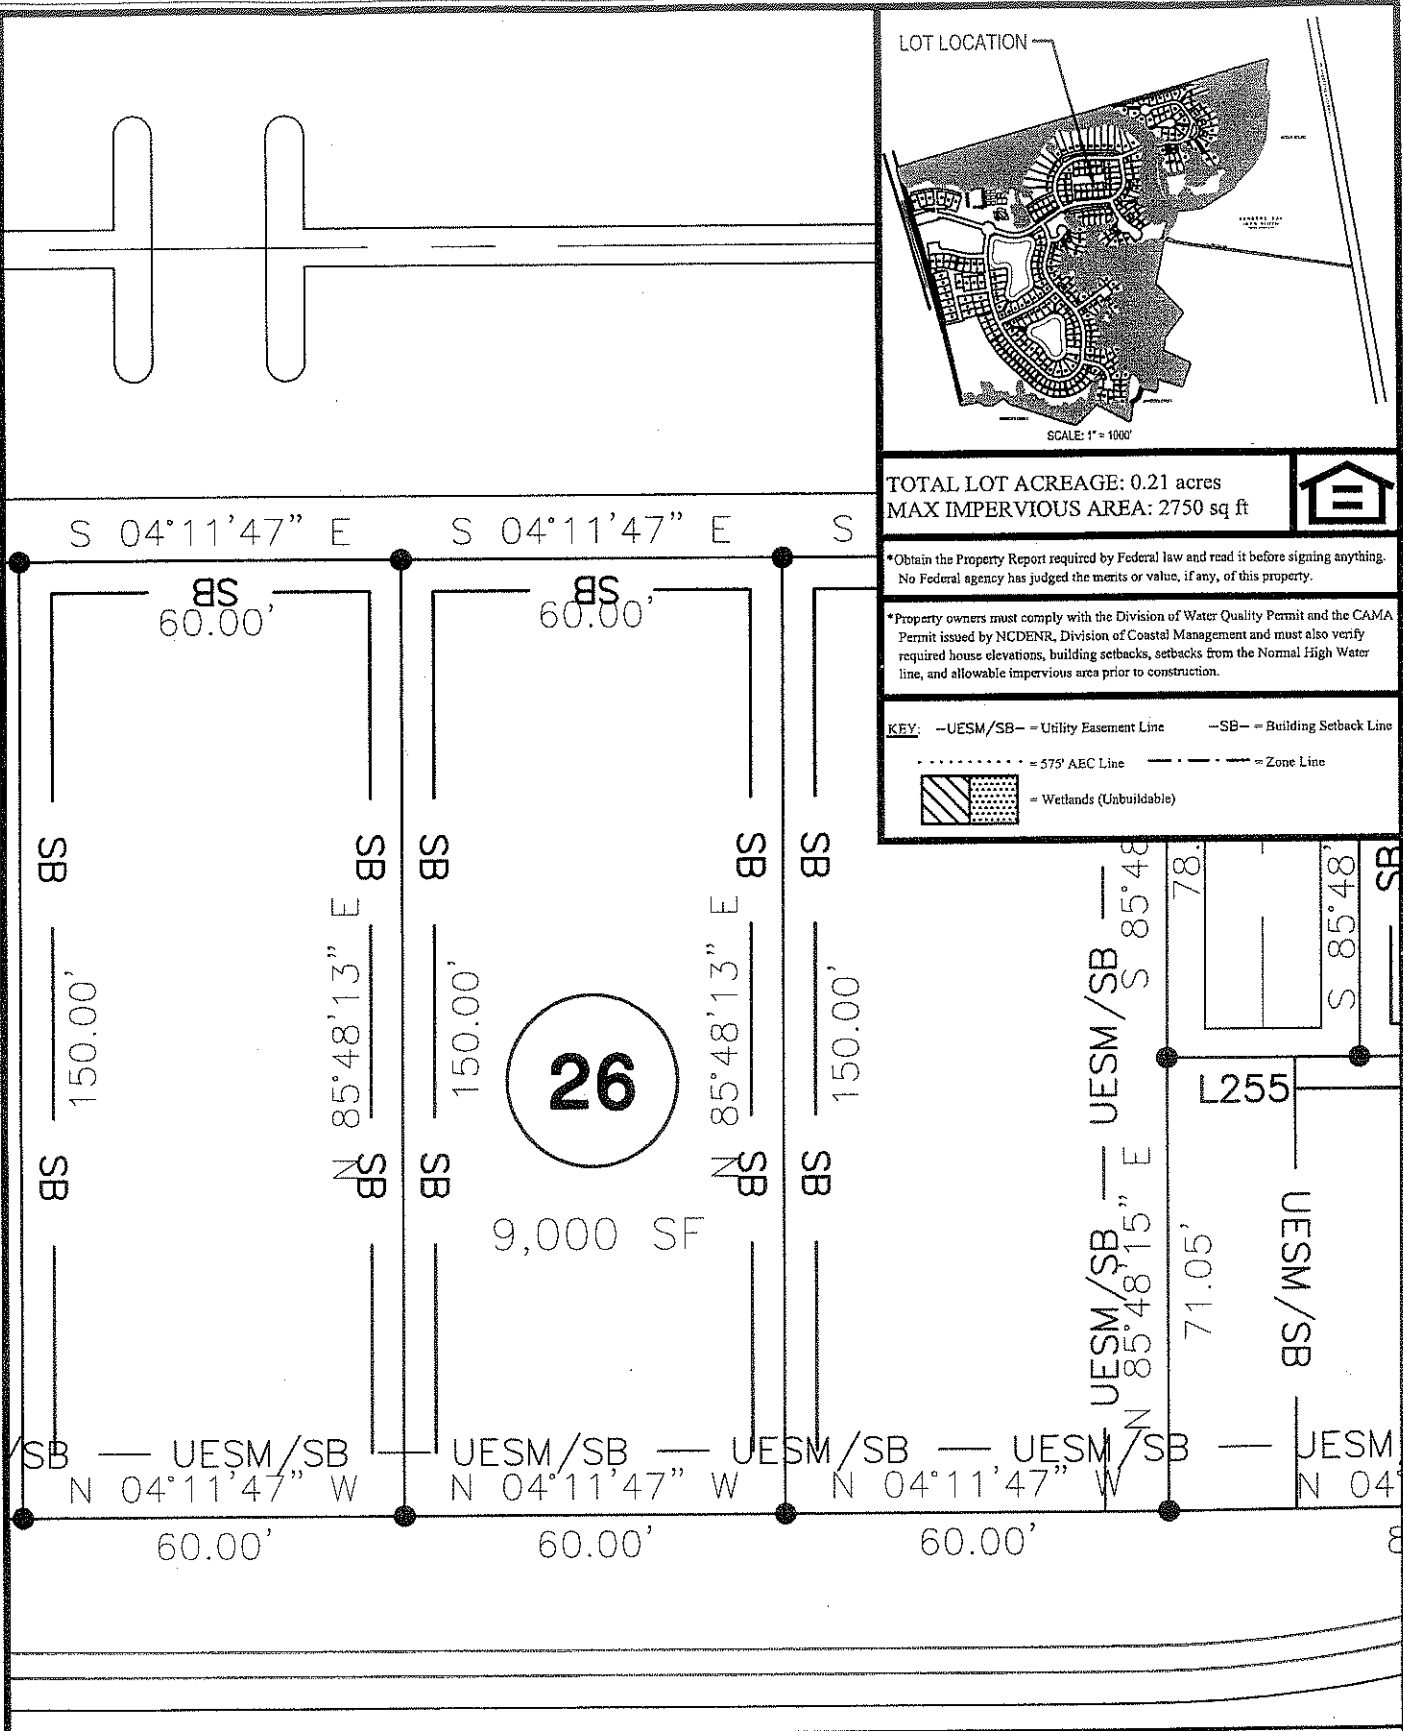 LOT LOCATION
SCALE: 1" = 1000'
TOTAL LOT ACREAGE: 0.21 acres
MAX IMPERVIOUS AREA: 2750 sq ft
*Obtain the Property Report required by Federal law and read it before signing anything.
No Federal agency has judged the merits or value, if any, of this property.
*Property owners must comply with the Division of Water Quality Permit and the CAMA
Permit issued by NCDENR, Division of Coastal Management and must also verify
required house elevations, building setbacks, setbacks from the Normal High Water
line, and allowable impervious area prior to construction.
KEY: --UESM/SB-- = Utility Easement Line --SB-- = Building Setback Line
= 575' AEC Line = Zone Line
= Wetlands (Unbuildable)
S 04°11'47" E S 04°11'47" E S
SB SB
60.00' 60.00'
SB SB SB SB SB SB
150.00' N 85°48'13" E 150.00' N 85°48'13" E 150.00'
26
SB SB SB SB SB
9,000 SF
UESM/SB UESM/SB
S 85°48' 78. S 85°48'
L255
N 85°48'15" E 71.05'
UESM/SB UESM/SB
/SB UESM/SB UESM/SB UESM/SB UESM/SB UESM
N 04°11'47" W N 04°11'47" W N 04°11'47" W N 04°
60.00' 60.00' 60.00' 8